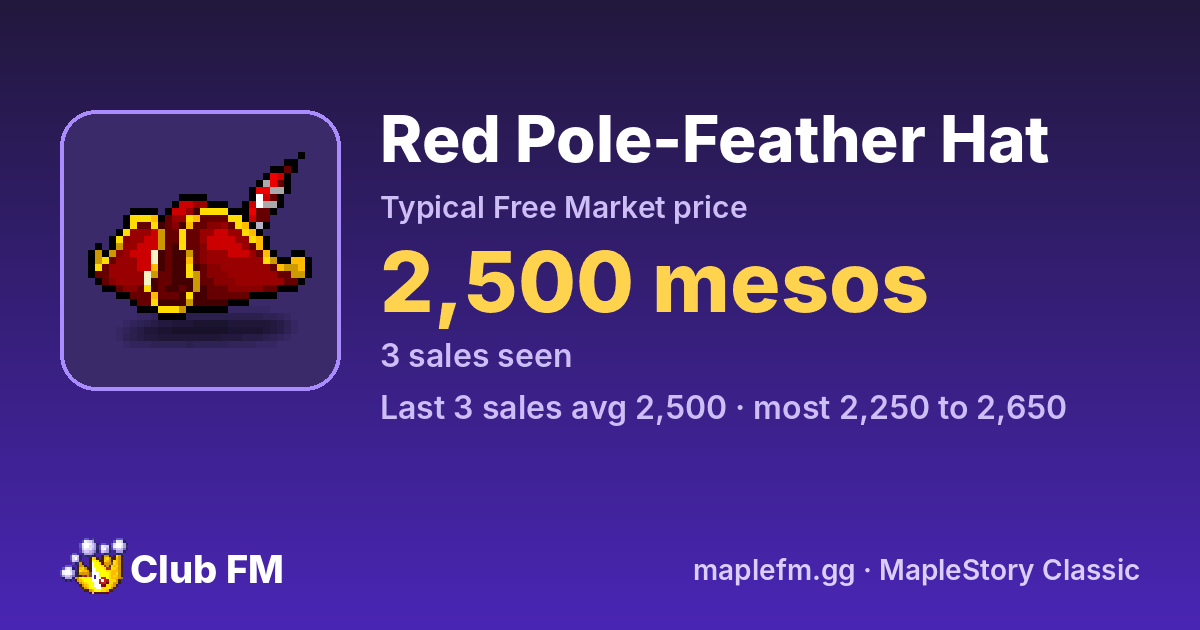 Red Pole-Feather Hat
Typical Free Market price
2,500 mesos
3 sales seen
Last 3 sales avg 2,500 · most 2,250 to 2,650
Club FM
maplefm.gg · MapleStory Classic